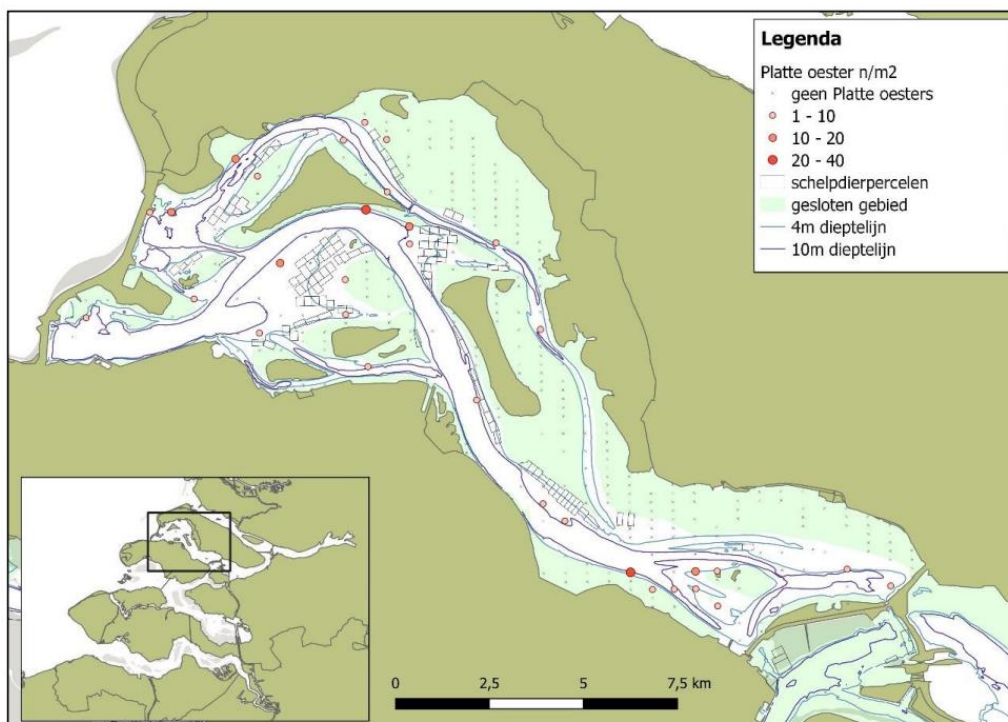 Legenda
Platte oester n/m2
geen Platte oesters
1 - 10
10 - 20
20 - 40
schelpdierpercelen
gesloten gebied
4m dieptelijn
10m dieptelijn
0 2,5 5 7,5 km